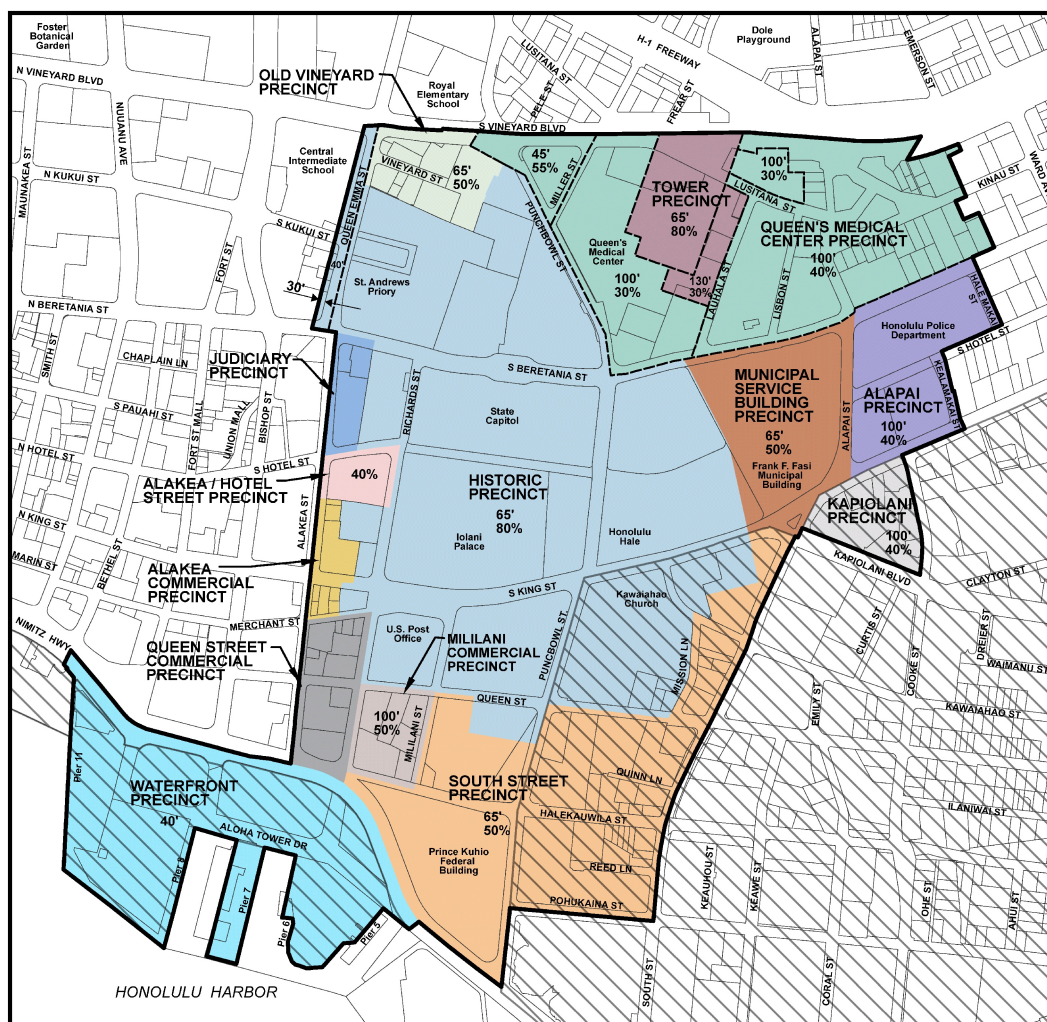 Foster
Botanical
Garden
N VINEYARD BLVD
NUUANU AVE
MAUNAKEA ST
N KUKUI ST
OLD VINEYARD
PRECINCT
Royal
Elementary
School
Central
Intermediate
School
LUSITANA ST
PELE ST
H-1 FREEWAY
FREAR ST
Dole
Playground
ALAPAI ST
EMERSON ST
S VINEYARD BLVD
KINAU ST
WARD AV
VINEYARD ST
65'
50%
45'
55%
MILLER ST
TOWER
PRECINCT
65'
80%
100'
30%
LUSITANA ST
QUEEN'S MEDICAL
CENTER PRECINCT
100'
40%
S KUKUI ST
QUEEN EMMA ST
PUNCHBOWL ST
FORT ST
40'
30'
St. Andrews
Priory
Queen's
Medical
Center
100'
30%
130'
30%
LAUHALA ST
LISBON ST
HALE MAKAI
ST
N BERETANIA ST
SMITH ST
CHAPLAIN LN
JUDICIARY
PRECINCT
Honolulu Police
Department
S HOTEL ST
S BERETANIA ST
RICHARDS ST
MUNICIPAL
SERVICE
BUILDING
PRECINCT
65'
50%
Frank F. Fasi
Municipal
Building
ALAPAI ST
ALAPAI
PRECINCT
100'
40%
KEALAMAKAI ST
S PAUAHI ST
FORT ST MALL
UNION MALL
BISHOP ST
State
Capitol
N HOTEL ST
S HOTEL ST
ALAKEA / HOTEL
STREET PRECINCT
40%
HISTORIC
PRECINCT
65'
80%
Iolani
Palace
Honolulu
Hale
KAPIOLANI
PRECINCT
100'
40%
N KING ST
MARIN ST
BETHEL ST
ALAKEA ST
ALAKEA
COMMERCIAL
PRECINCT
S KING ST
Kawaiahao
Church
KAPIOLANI BLVD
CLAYTON ST
NIMITZ HWY
MERCHANT ST
U.S. Post
Office
MILILANI
COMMERCIAL
PRECINCT
PUNCBOWL ST.
MISSION LN
CURTIS ST
COOKE ST
DREIER ST
WAIMANU ST
QUEEN STREET
COMMERCIAL
PRECINCT
QUEEN ST
EMILY ST
KAWAIAHAO ST
100'
50%
MILILANI ST
Pier 11
WATERFRONT
PRECINCT
40'
SOUTH STREET
PRECINCT
65'
50%
QUINN LN
HALEKAUWILA ST
ILANIWAI ST
ALOHA TOWER DR
Prince Kuhio
Federal
Building
REED LN
POHUKAINA ST
KEAUHOU ST
KEAWE ST
OHE ST
AHUI ST
Pier 8
Pier 7
Pier 6
Pier 5
HONOLULU HARBOR
SOUTH ST
CORAL ST